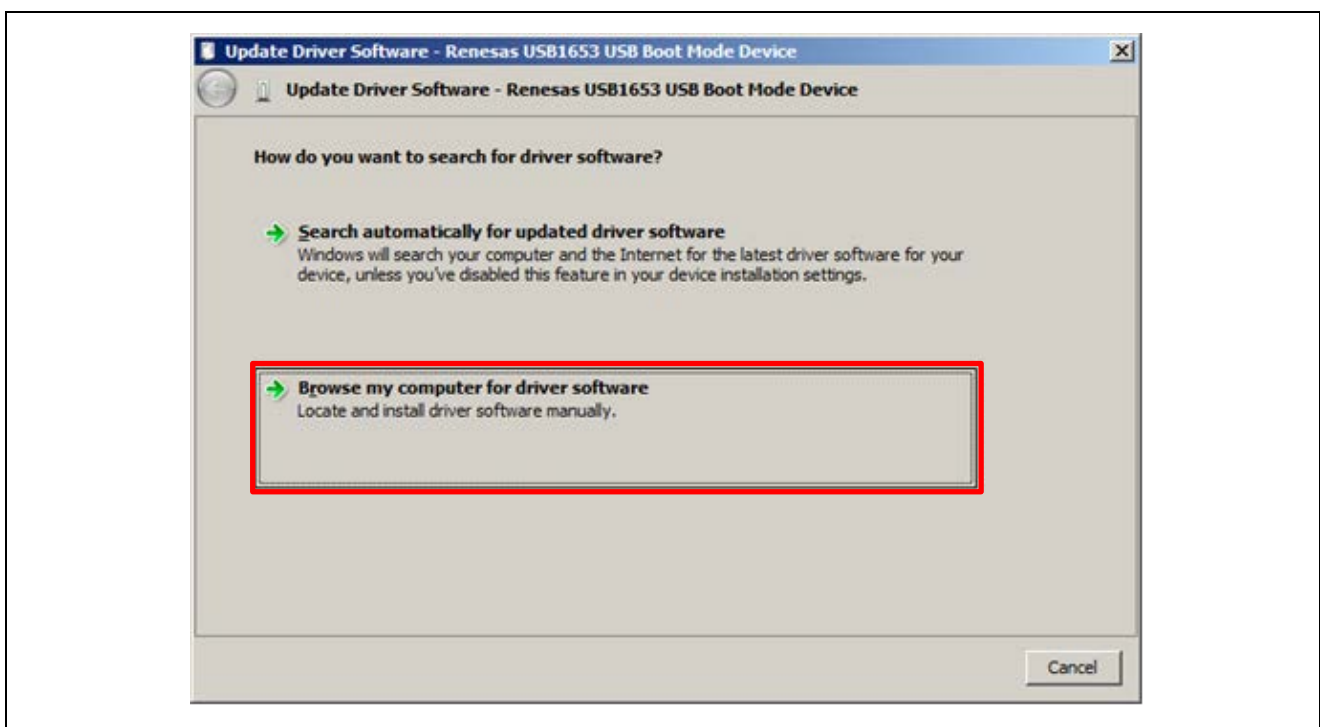 Update Driver Software - Renesas USB1653 USB Boot Mode Device
Update Driver Software - Renesas USB1653 USB Boot Mode Device
How do you want to search for driver software?
Search automatically for updated driver software
Windows will search your computer and the Internet for the latest driver software for your
device, unless you've disabled this feature in your device installation settings.
Browse my computer for driver software
Locate and install driver software manually.
Cancel